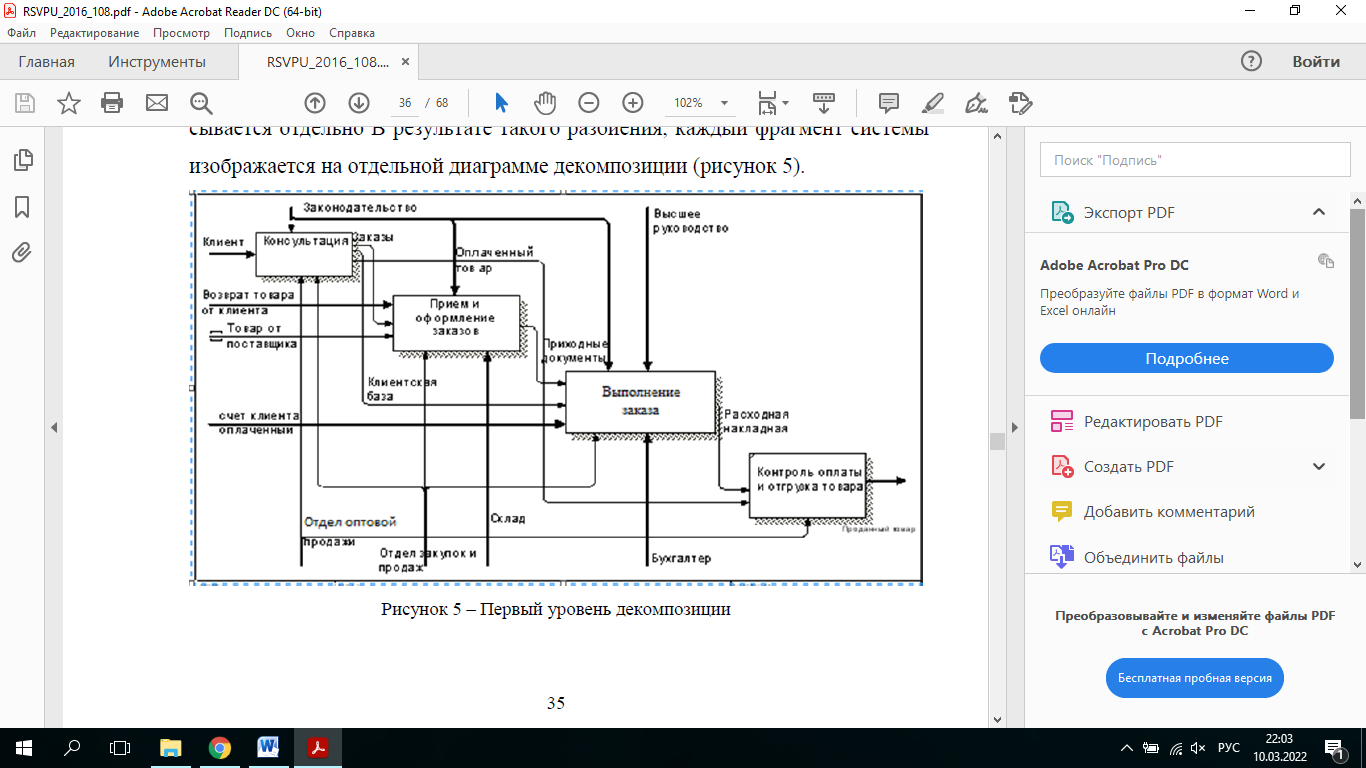 RSVPU_2016_108.pdf - Adobe Acrobat Reader DC (64-bit)
Файл Редактирование Просмотр Подпись Окно Справка
Главная Инструменты RSVPU_2016_108.... × ? Войти
36 / 68 102%
сывается отдельно В результате такого разбиения, каждый фрагмент системы
изображается на отдельной диаграмме декомпозиции (рисунок 5).
Законодательство
Высшее
руководство
Клиент
Консультация
Заказы
Оплаченный
товар
Возврат товара
от клиента
Прием и
оформление
заказов
Товар от
поставщика
Приходные
документы
Клиентская
база
Выполнение
заказа
счет клиента
оплаченный
Расходная
накладная
Контроль оплаты
и отгрузка товара
Проданный товар
Отдел оптовой
продажи
Склад
Отдел закупок и
продаж
Бухгалтер
Рисунок 5 – Первый уровень декомпозиции
35
Поиск "Подпись"
Экспорт PDF
Adobe Acrobat Pro DC
Преобразуйте файлы PDF в формат Word и
Excel онлайн
Подробнее
Редактировать PDF
Создать PDF
Добавить комментарий
Объединить файлы
Преобразовывайте и изменяйте файлы PDF
с Acrobat Pro DC
Бесплатная пробная версия
РУС
22:03
10.03.2022
1